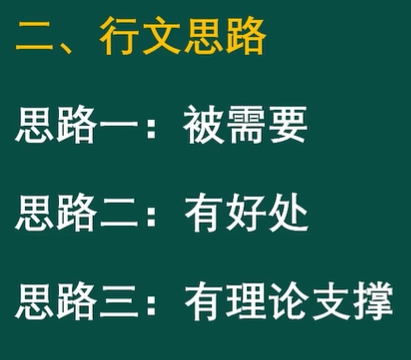 二、行文思路
思路一：被需要
思路二：有好处
思路三：有理论支撑